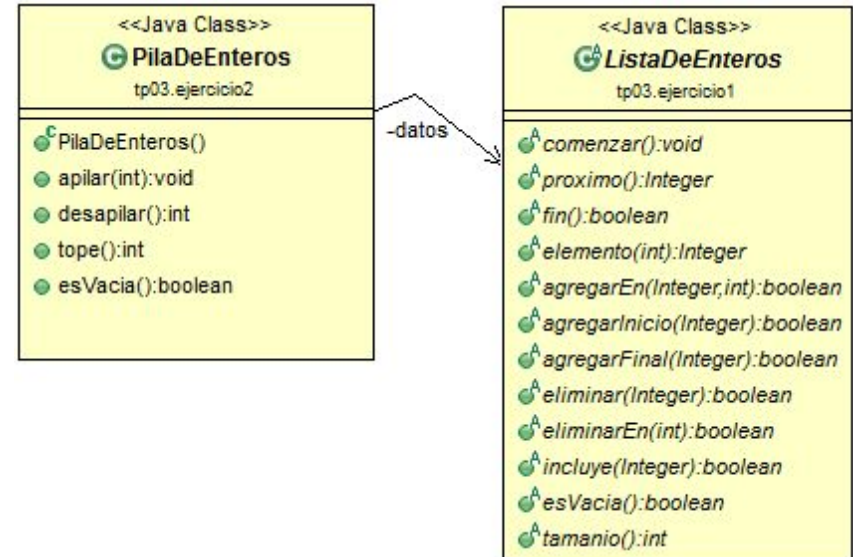 <<Java Class>>
PilaDeEnteros
tp03.ejercicio2
PilaDeEnteros()
apilar(int):void
desapilar():int
tope():int
esVacia():boolean
-datos
<<Java Class>>
ListaDeEnteros
tp03.ejercicio1
comenzar():void
proximo():Integer
fin():boolean
elemento(int):Integer
agregarEn(Integer,int):boolean
agregarInicio(Integer):boolean
agregarFinal(Integer):boolean
eliminar(Integer):boolean
eliminarEn(int):boolean
incluye(Integer):boolean
esVacia():boolean
tamanio():int